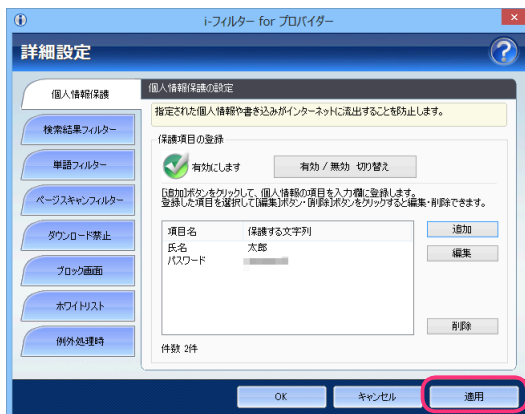 i-フィルター for プロバイダー
詳細設定
個人情報保護
検索結果フィルター
単語フィルター
ページスキャンフィルター
ダウンロード禁止
ブロック画面
ホワイトリスト
例外処理時
個人情報保護の設定
指定された個人情報や書き込みがインターネットに流出することを防止します。
保護項目の登録
有効にします
有効 / 無効 切り替え
[追加]ボタンをクリックして、個人情報の項目を入力欄に登録します。
登録した項目を選択して[編集]ボタン・[削除]ボタンをクリックすると編集・削除できます。
項目名 保護する文字列
氏名 太郎
パスワード
追加
編集
削除
件数 2件
OK キャンセル 適用